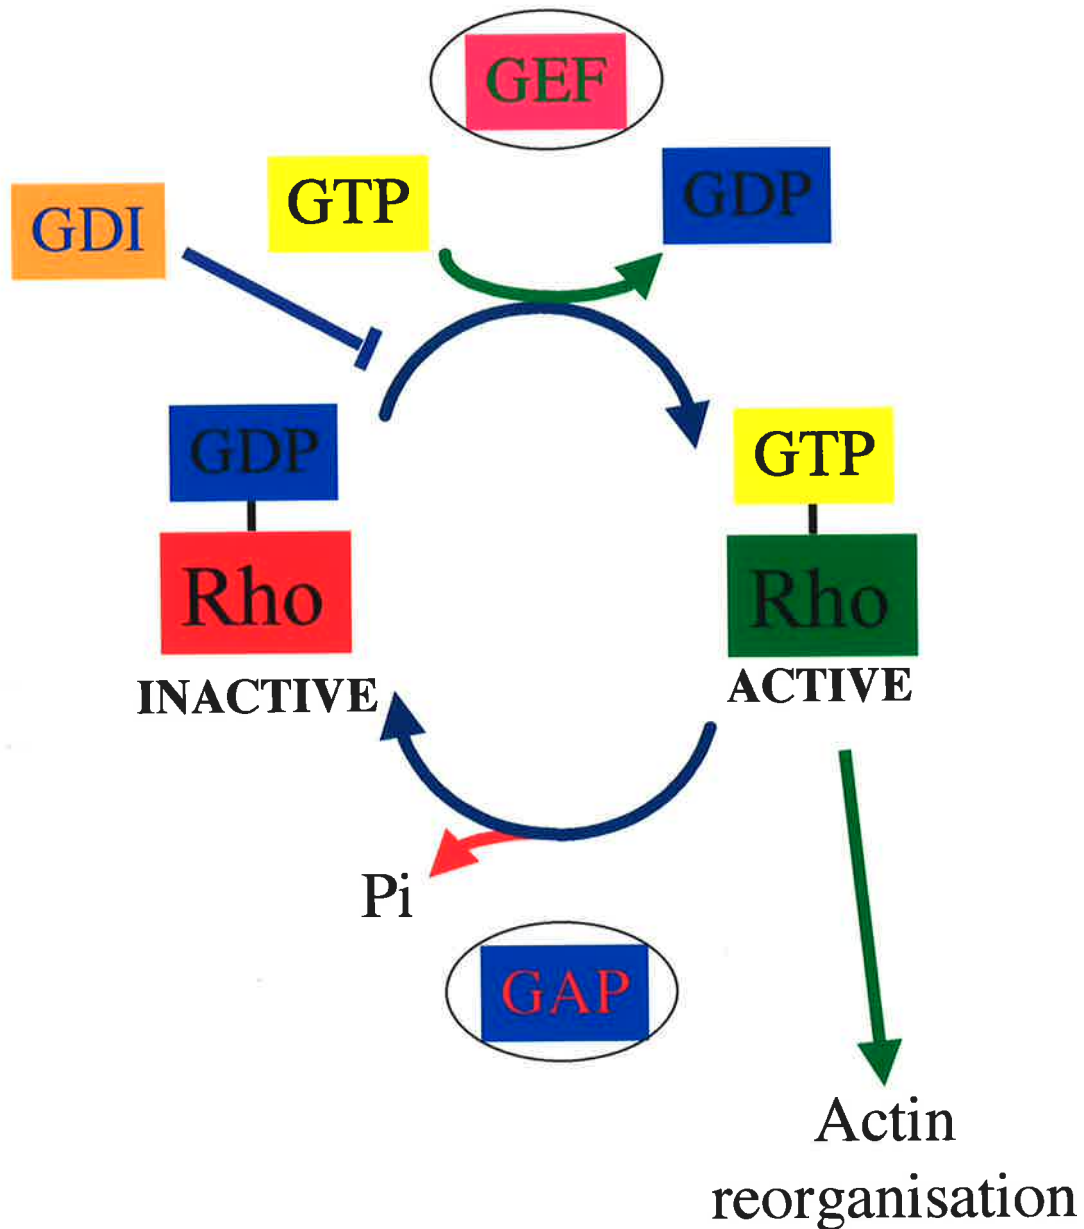 GEF
GTP
GDP
GDI
GDP
GTP
Rho
Rho
INACTIVE
ACTIVE
Pi
GAP
Actin
reorganisation